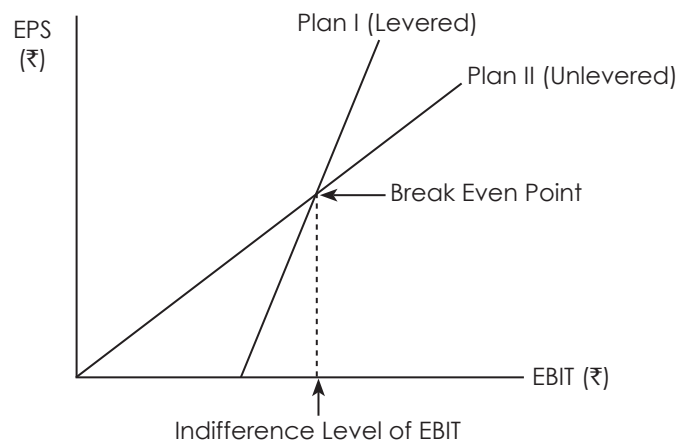 EPS
(₹)
Plan I (Levered)
Plan II (Unlevered)
Break Even Point
EBIT (₹)
Indifference Level of EBIT